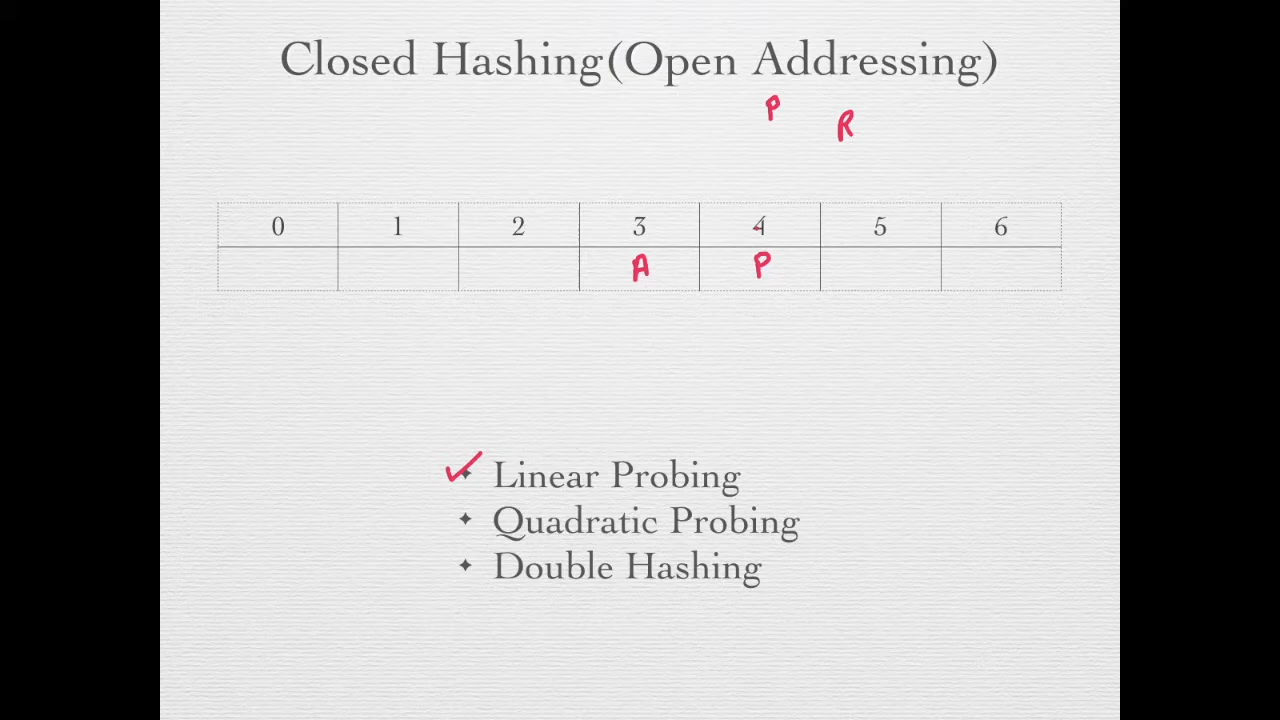 Closed Hashing(Open Addressing)
P R
0 1 2 3 4 5 6
A P
✓ Linear Probing
✦ Quadratic Probing
✦ Double Hashing